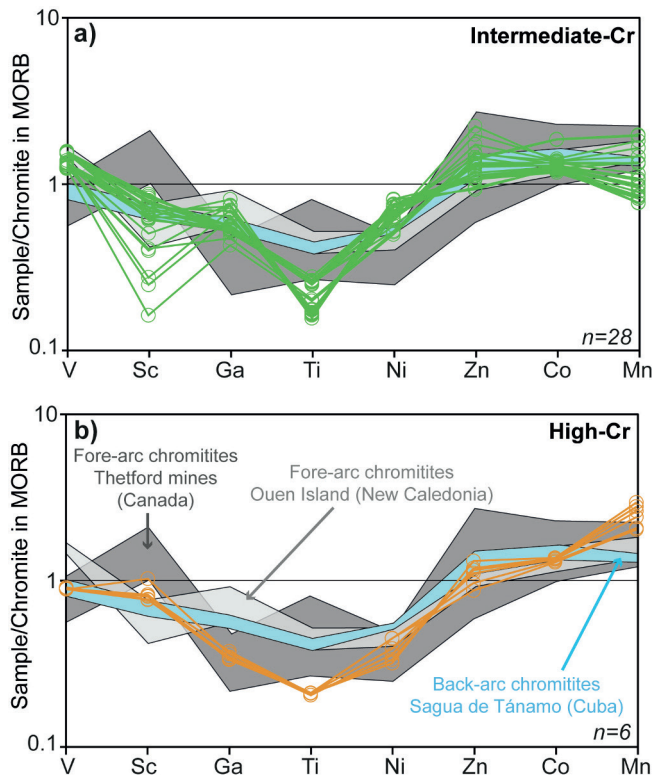 a)
Intermediate-Cr
Sample/Chromite in MORB
10
1
0.1
n=28
V Sc Ga Ti Ni Zn Co Mn
b)
High-Cr
Sample/Chromite in MORB
10
1
0.1
Fore-arc chromitites
Thetford mines
(Canada)
Fore-arc chromitites
Ouen Island (New Caledonia)
Back-arc chromitites
Sagua de Tánamo (Cuba)
n=6
V Sc Ga Ti Ni Zn Co Mn